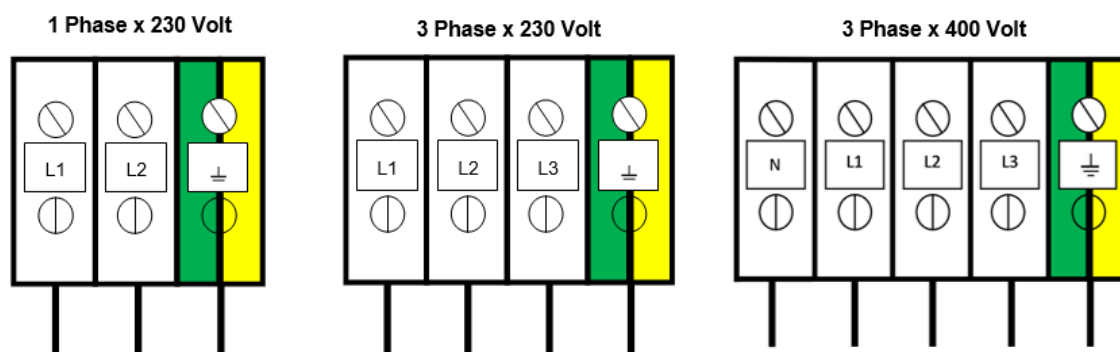 1 Phase x 230 Volt
L1 L2
3 Phase x 230 Volt
L1 L2 L3
3 Phase x 400 Volt
N L1 L2 L3